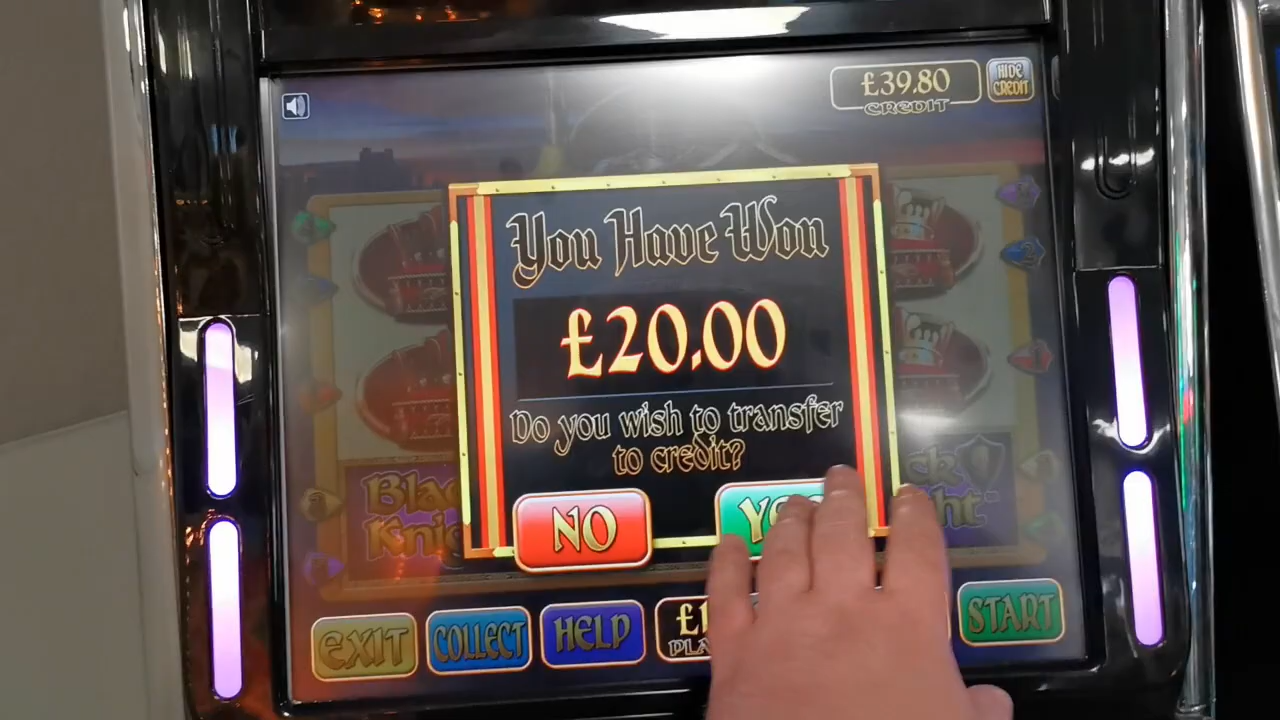 £39.80
CREDIT
HIDE
CREDIT
You Have Won
£20.00
Do you wish to transfer
to credit?
NO
EXIT
COLLECT
HELP
START